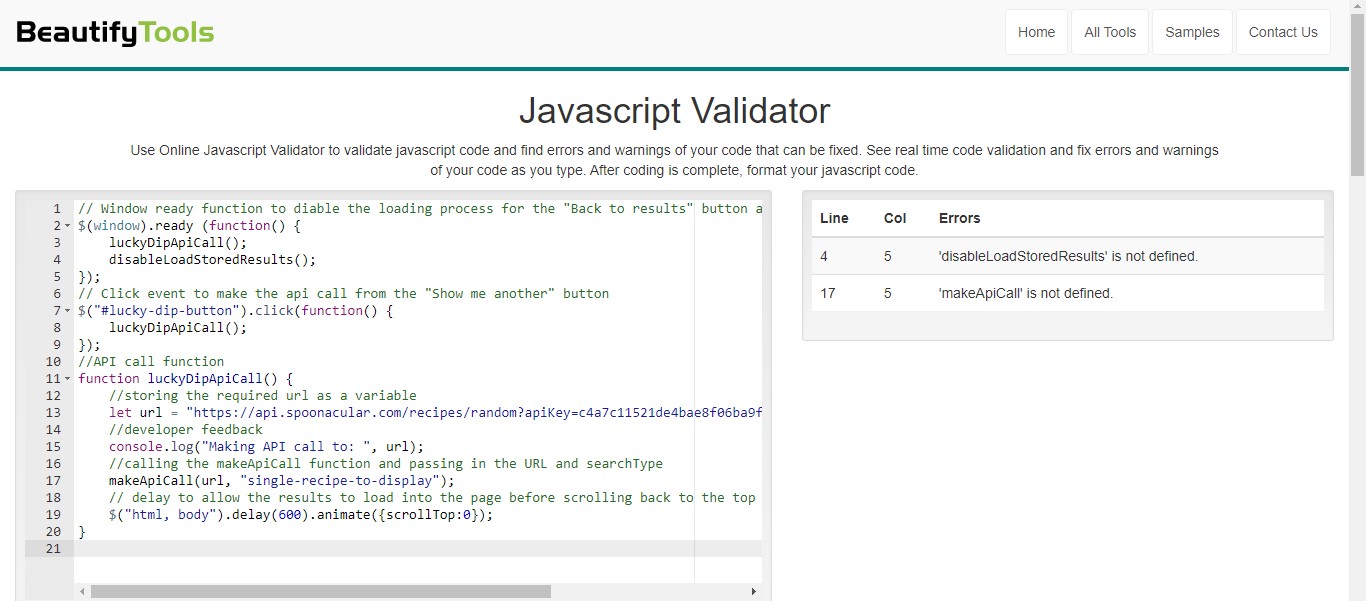 BeautifyTools
Home
All Tools
Samples
Contact Us
Javascript Validator
Use Online Javascript Validator to validate javascript code and find errors and warnings of your code that can be fixed. See real time code validation and fix errors and warnings
of your code as you type. After coding is complete, format your javascript code.
1 // Window ready function to diable the loading process for the "Back to results" button a
2 $(window).ready (function() {
3     luckyDipApiCall();
4     disableLoadStoredResults();
5 });
6 // Click event to make the api call from the "Show me another" button
7 $("#lucky-dip-button").click(function() {
8     luckyDipApiCall();
9 });
10 //API call function
11 function luckyDipApiCall() {
12     //storing the required url as a variable
13     let url = "https://api.spoonacular.com/recipes/random?apiKey=c4a7c11521de4bae8f06ba9f
14     //developer feedback
15     console.log("Making API call to: ", url);
16     //calling the makeApiCall function and passing in the URL and searchType
17     makeApiCall(url, "single-recipe-to-display");
18     // delay to allow the results to load into the page before scrolling back to the top
19     $("html, body").delay(600).animate({scrollTop:0});
20 }
21
Line Col Errors
4 5 'disableLoadStoredResults' is not defined.
17 5 'makeApiCall' is not defined.